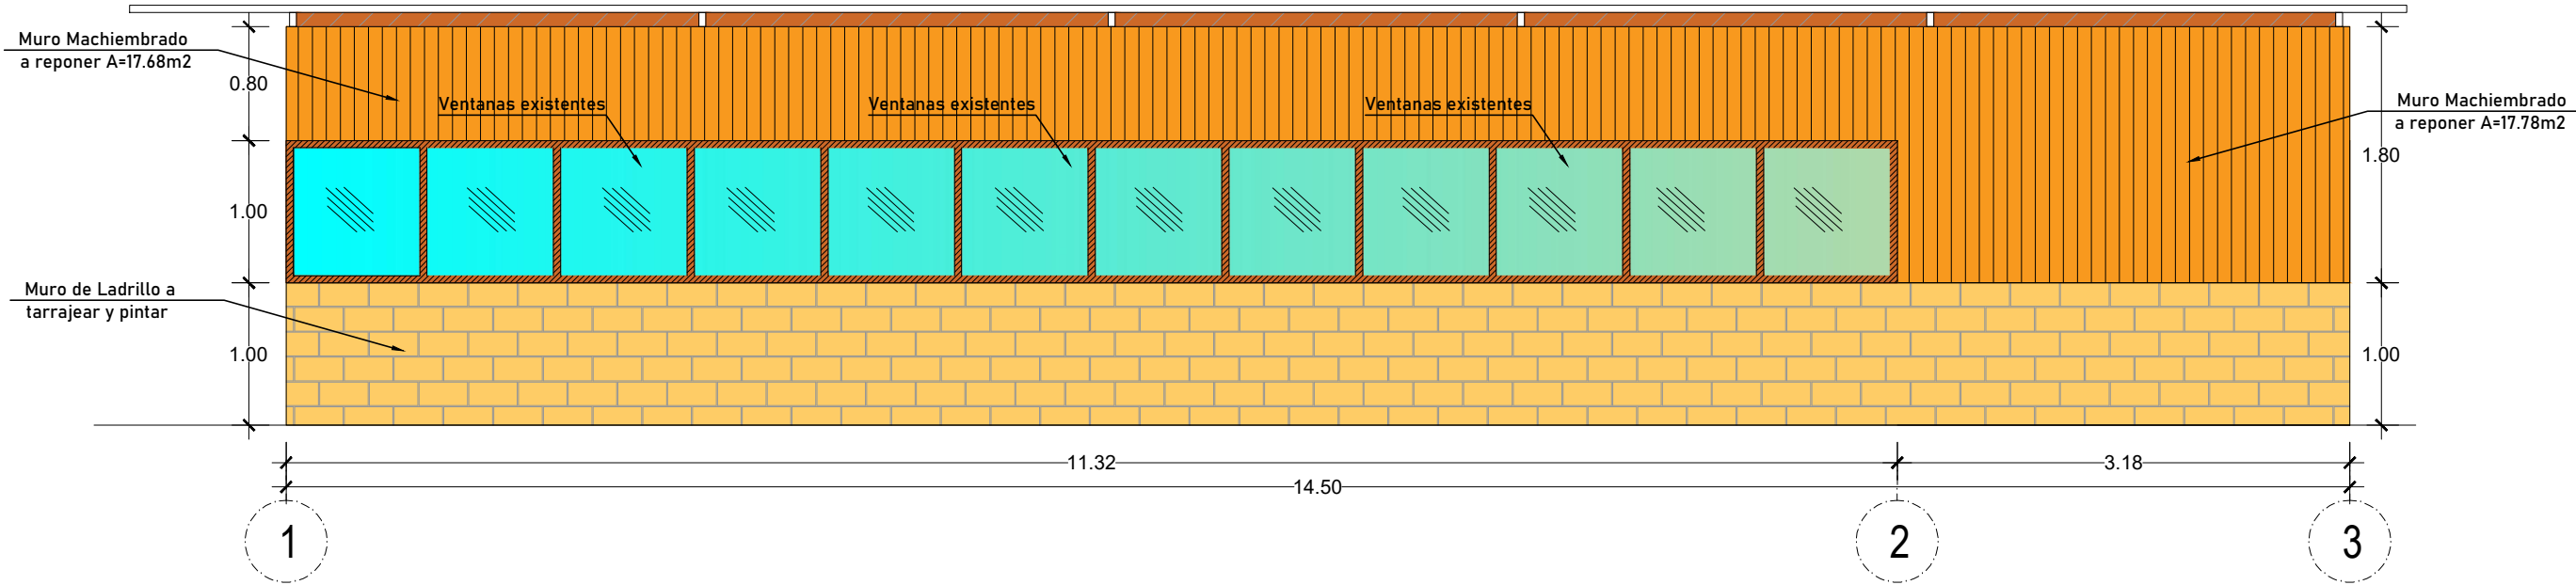 Muro Machiembrado
a reponer A=17.68m2
0.80
Ventanas existentes
Ventanas existentes
Ventanas existentes
Muro Machiembrado
a reponer A=17.78m2
1.80
1.00
Muro de Ladrillo a
tarrajear y pintar
1.00
1.00
11.32
3.18
14.50
1
2
3